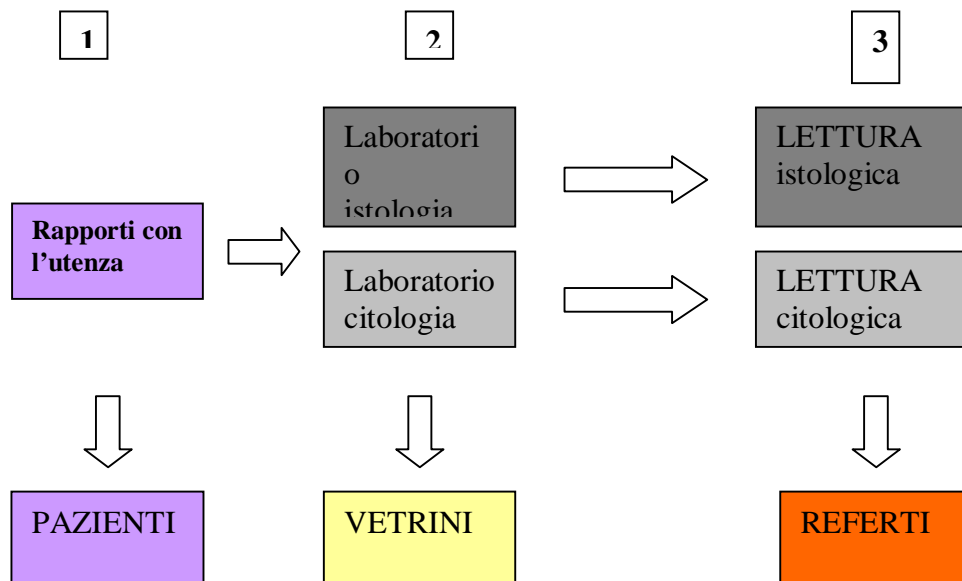 1
2
3
Laboratori
o
istologia
LETTURA
istologica
Rapporti con
l’utenza
Laboratorio
citologia
LETTURA
citologica
PAZIENTI
VETRINI
REFERTI